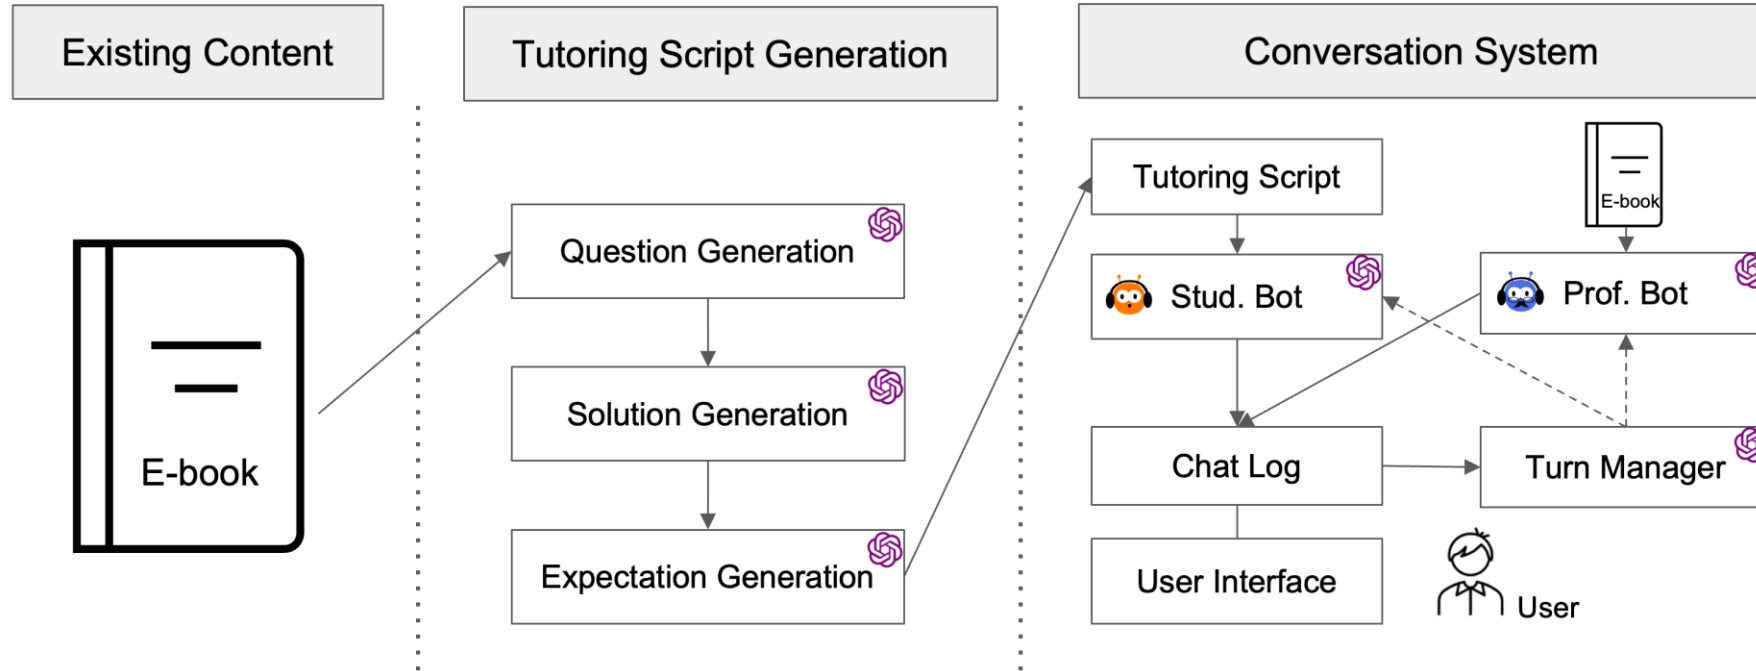 Existing Content
Tutoring Script Generation
Conversation System
E-book
Question Generation
Solution Generation
Expectation Generation
Tutoring Script
E-book
Stud. Bot
Prof. Bot
Chat Log
Turn Manager
User Interface
User